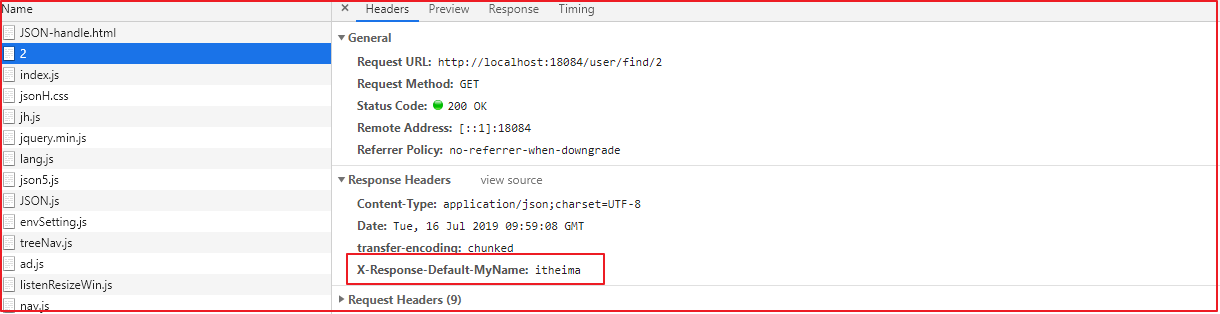 Name
JSON-handle.html
2
index.js
jsonH.css
jh.js
jquery.min.js
lang.js
json5.js
JSON.js
envSetting.js
treeNav.js
ad.js
listenResizeWin.js
nav.js
× Headers Preview Response Timing
▼ General
Request URL: http://localhost:18084/user/find/2
Request Method: GET
Status Code: 200 OK
Remote Address: [::1]:18084
Referrer Policy: no-referrer-when-downgrade
▼ Response Headers view source
Content-Type: application/json;charset=UTF-8
Date: Tue, 16 Jul 2019 09:59:08 GMT
transfer-encoding: chunked
X-Response-Default-MyName: itheima
▶ Request Headers (9)